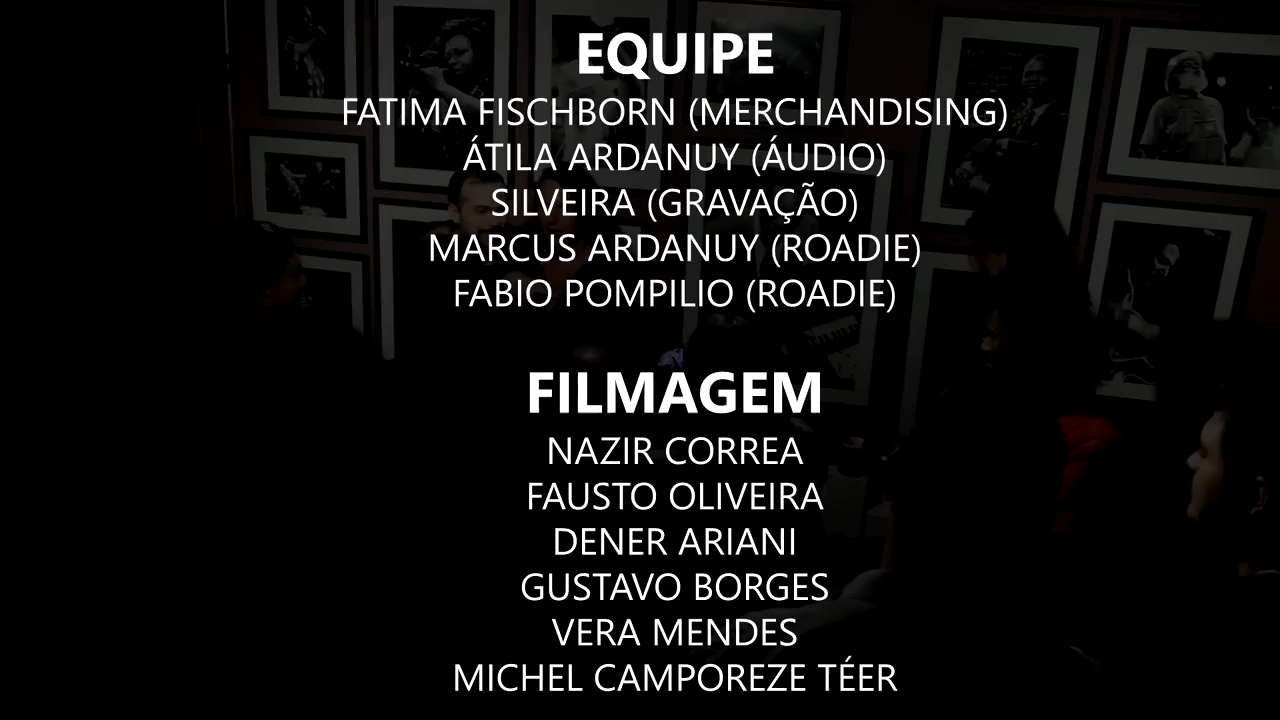 EQUIPE
FATIMA FISCHBORN (MERCHANDISING)
ÁTILA ARDANUY (ÁUDIO)
SILVEIRA (GRAVAÇÃO)
MARCUS ARDANUY (ROADIE)
FABIO POMPILIO (ROADIE)
FILMAGEM
NAZIR CORREA
FAUSTO OLIVEIRA
DENER ARIANI
GUSTAVO BORGES
VERA MENDES
MICHEL CAMPOREZE TÉER